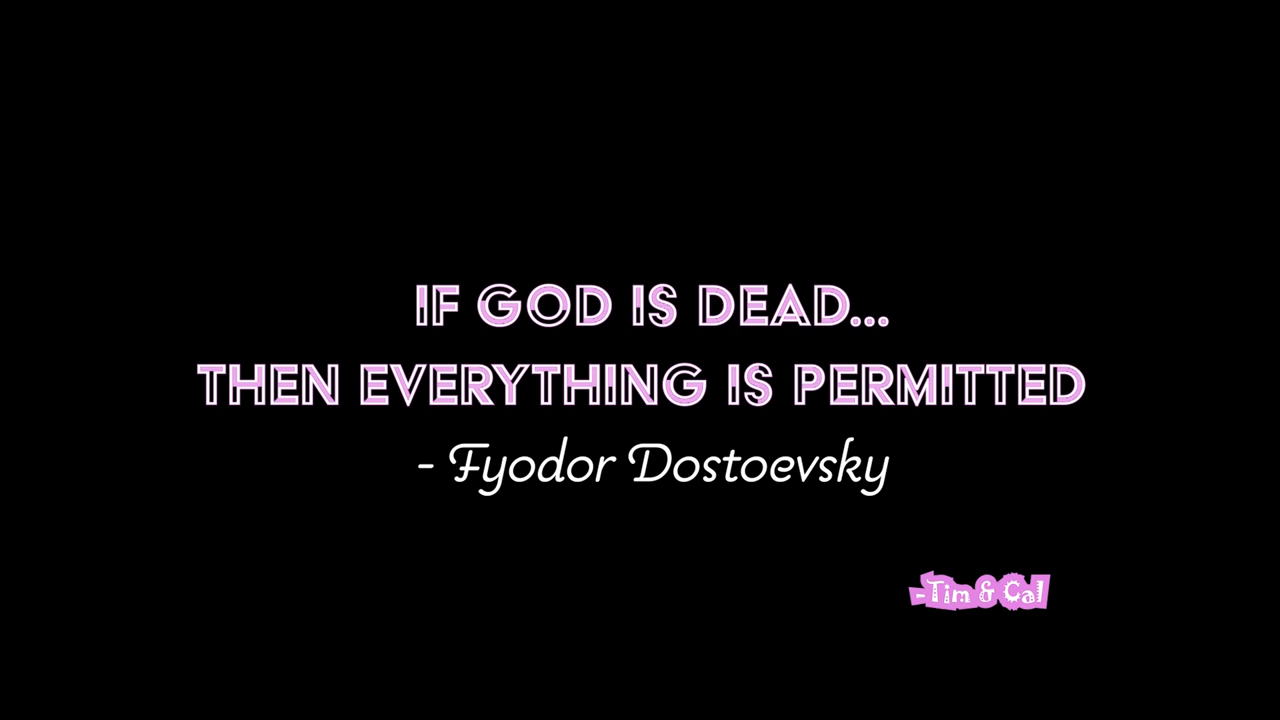 IF GOD IS DEAD...
THEN EVERYTHING IS PERMITTED
- Fyodor Dostoevsky
-Tim & Cal